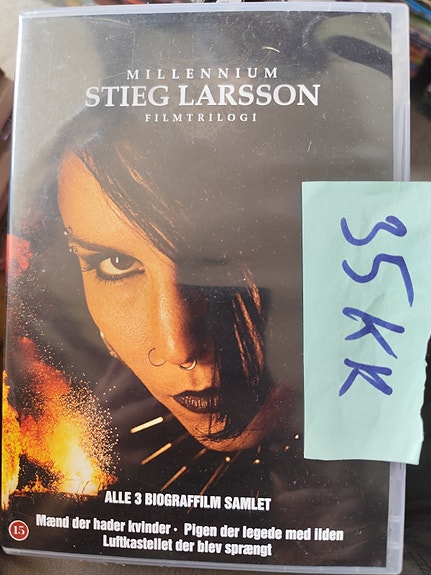 MILLENNIUM
STIEG LARSSON
FILMTRILOGI
35KK
ALLE 3 BIOGRAFFILM SAMLET
15
Mænd der hader kvinder · Pigen der legede med ilden
Luftkastellet der blev sprængt